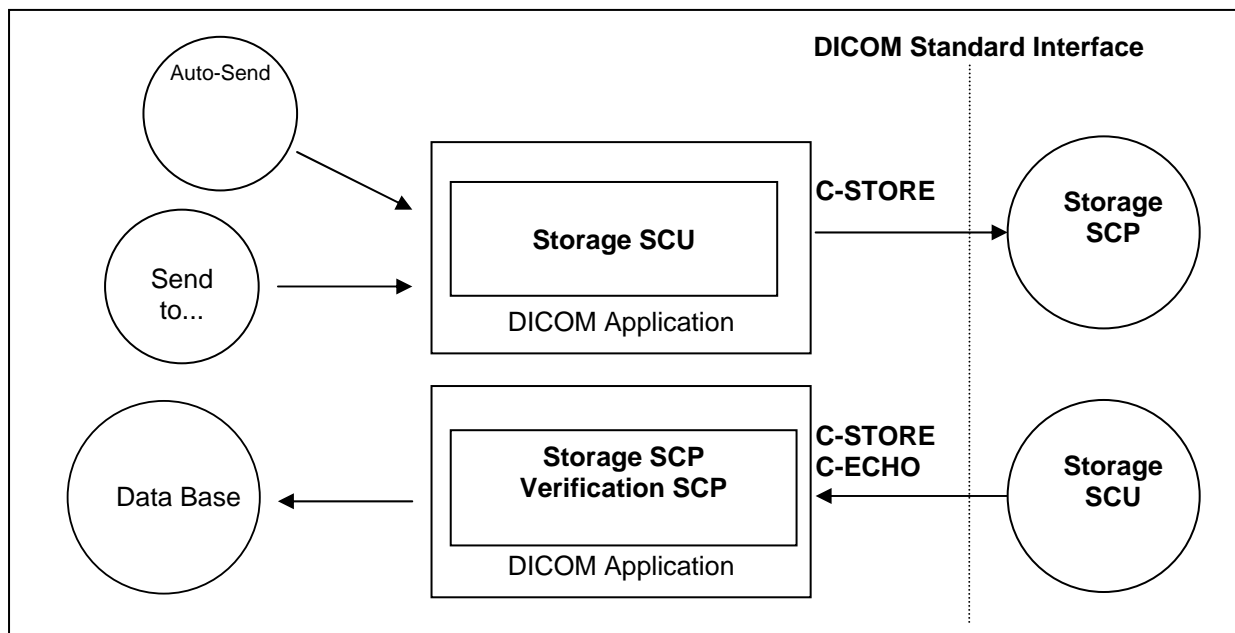 DICOM Standard Interface
Auto-Send
C-STORE
Storage
SCP
Storage SCU
Send
to...
DICOM Application
C-STORE
C-ECHO
Storage SCP
Verification SCP
Storage
SCU
Data Base
DICOM Application